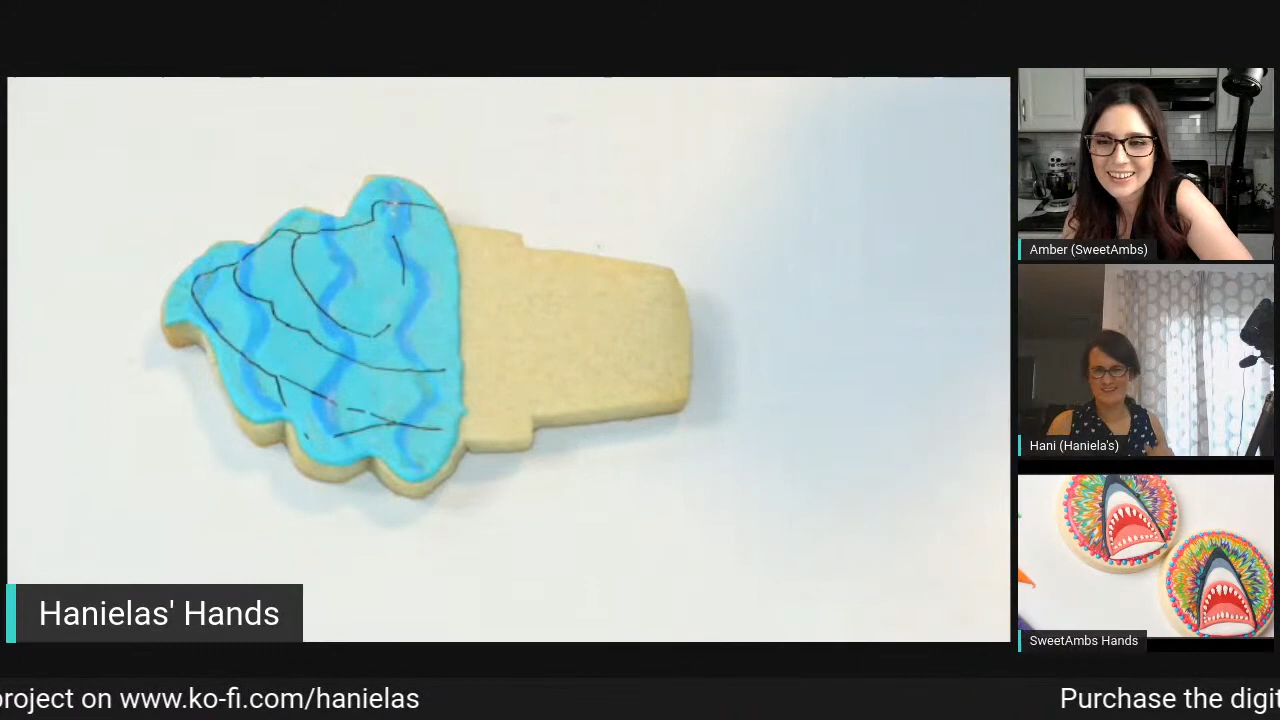 Amber (SweetAmbs)
Hani (Haniela's)
Hanielas' Hands
SweetAmbs Hands
project on www.ko-fi.com/hanielas
Purchase the digit